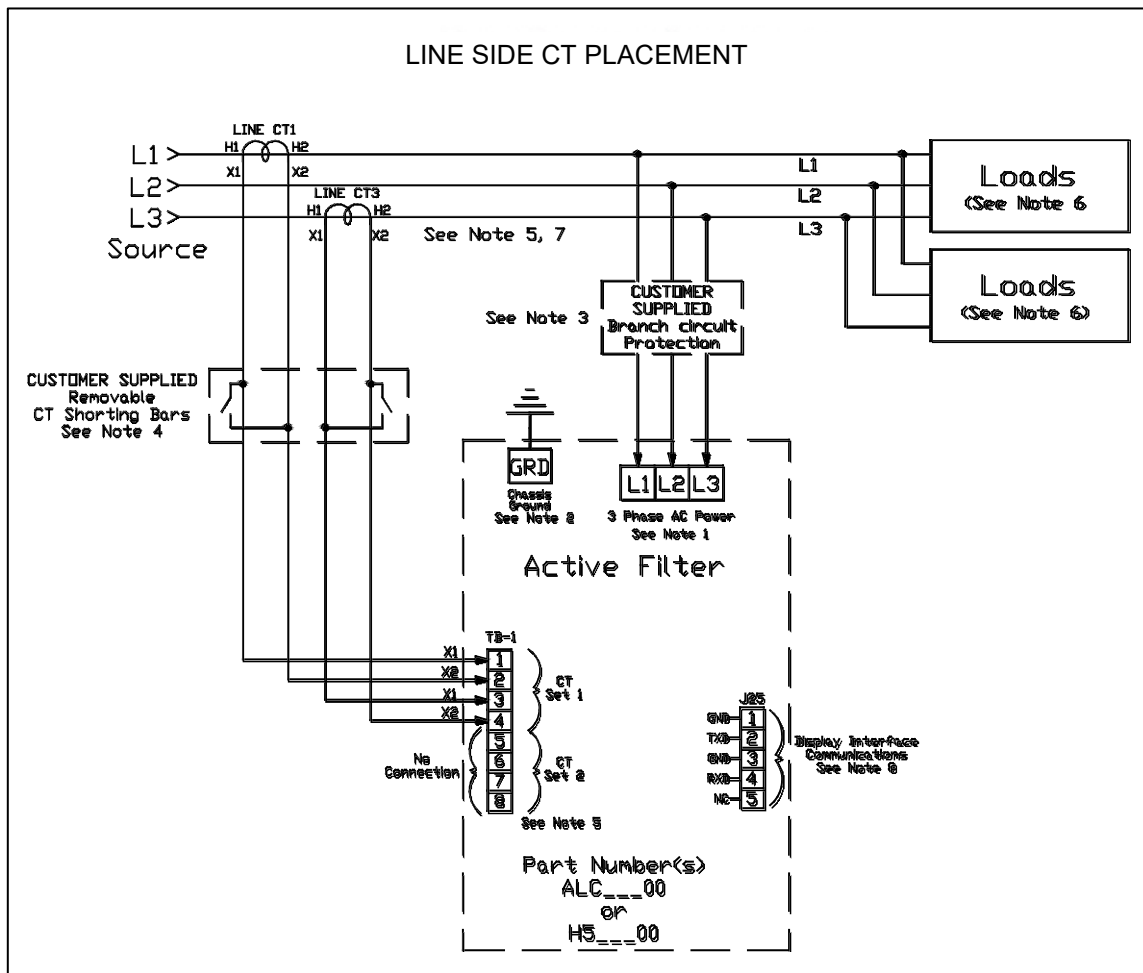 LINE SIDE CT PLACEMENT
LINE CT1
H1 H2
L1
X1 X2
L1
L2
LINE CT3
L2
H1 H2
L3
X1 X2
See Note 5, 7
L3
Source
Loads
(See Note 6
Loads
(See Note 6)
See Note 3
CUSTOMER
SUPPLIED
Branch circuit
Protection
CUSTOMER SUPPLIED
Removable
CT Shorting Bars
See Note 4
GRD
Chassis
Ground
See Note 2
L1 L2 L3
3 Phase AC Power
See Note 1
Active Filter
TB-1
X1 1
X2 2
X1 3
X2 4
5
6
7
8
CT
Set 1
No
Connection
CT
Set 2
See Note 5
J25
GND 1
TXD 2
GND 3
RXD 4
NC 5
Display Interface
Communications
See Note
Part Number(s)
ALC___00
or
H5___00